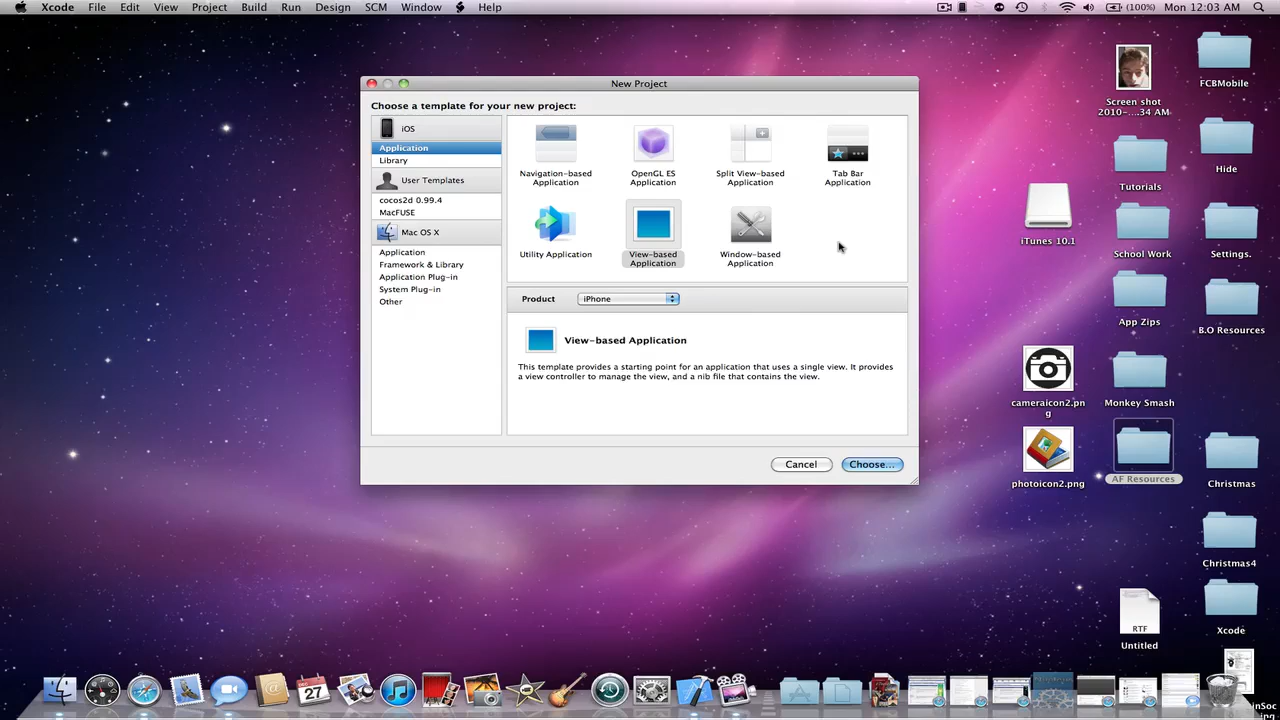 Xcode File Edit View Project Build Run Design SCM Window Help
(100%) Mon 12:03 AM
New Project
Choose a template for your new project:
iOS
Application
Library
User Templates
cocos2d 0.99.4
MacFUSE
Mac OS X
Application
Framework & Library
Application Plug-in
System Plug-in
Other
Navigation-based
Application
OpenGL ES
Application
Split View-based
Application
Tab Bar
Application
Utility Application
View-based
Application
Window-based
Application
Product iPhone
View-based Application
This template provides a starting point for an application that uses a single view. It provides
a view controller to manage the view, and a nib file that contains the view.
Cancel Choose...
Screen shot
2010-....34 AM
FCBMobile
Tutorials
Hide
iTunes 10.1
School Work
Settings.
App Zips
B.O Resources
cameraicon2.pn
g
Monkey Smash
photoicon2.png
AF Resources
Christmas
Christmas4
RTF
Untitled
Xcode
27
InSoc